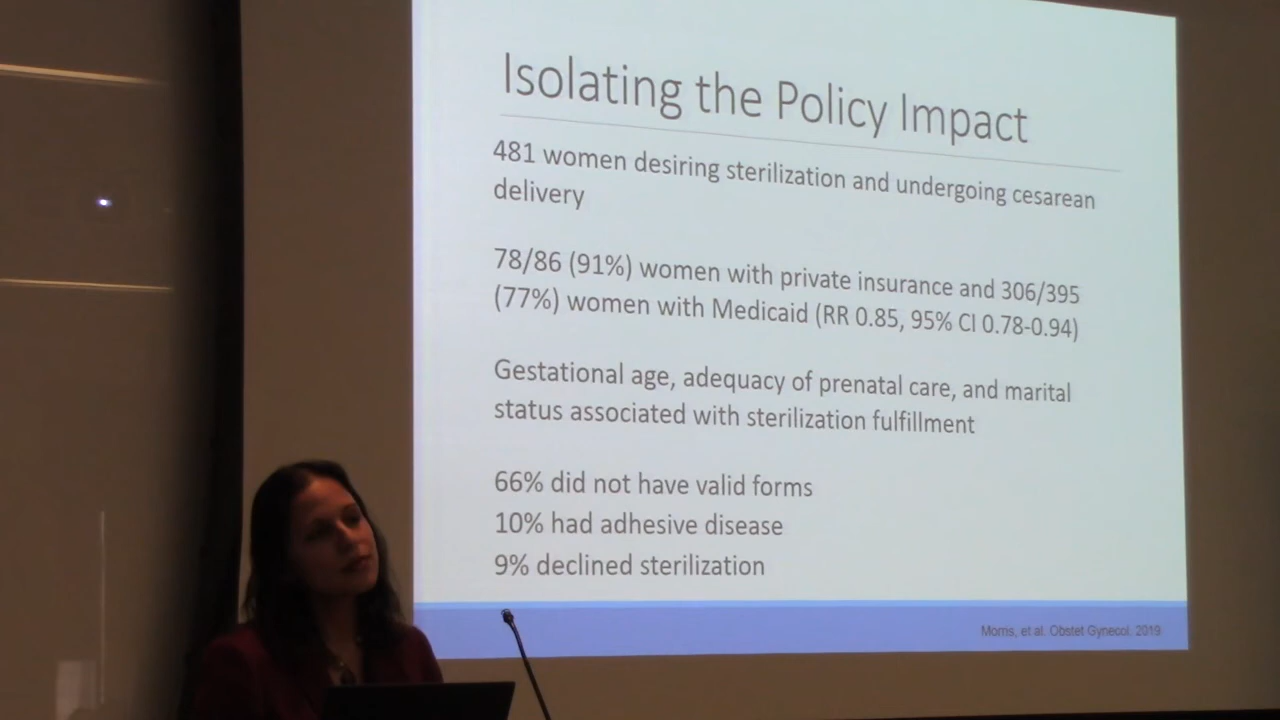 Isolating the Policy Impact
481 women desiring sterilization and undergoing cesarean
delivery
78/86 (91%) women with private insurance and 306/395
(77%) women with Medicaid (RR 0.85, 95% CI 0.78-0.94)
Gestational age, adequacy of prenatal care, and marital
status associated with sterilization fulfillment
66% did not have valid forms
10% had adhesive disease
9% declined sterilization
Morris, et al. Obstet Gynecol, 2019